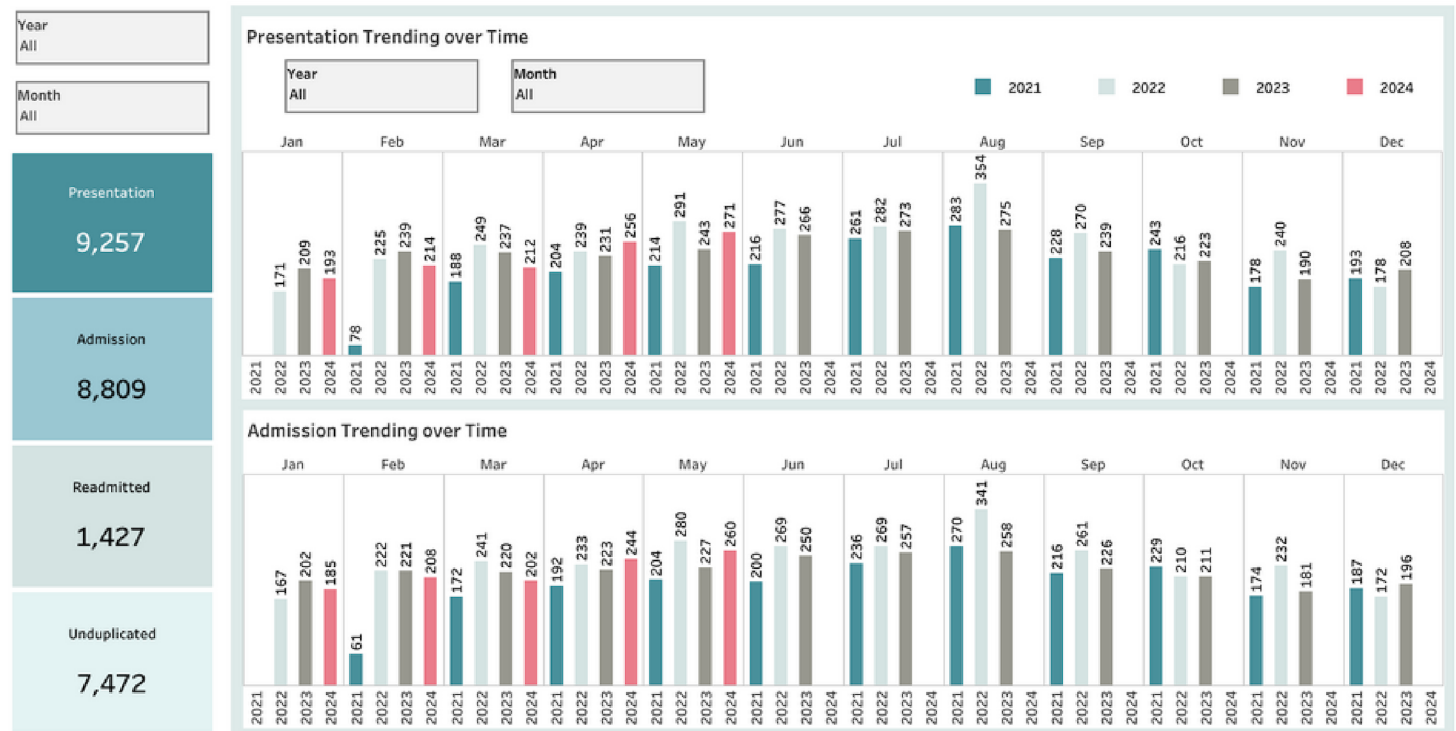 Year
All
Month
All
Presentation
9,257
Admission
8,809
Readmitted
1,427
Unduplicated
7,472
Presentation Trending over Time
Year
All
Month
All
2021 2022 2023 2024
Jan Feb Mar Apr May Jun Jul Aug Sep Oct Nov Dec
171 209 193 78 225 239 214 188 249 237 212 204 239 231 256 214 291 243 271 216 277 266 261 282 273 283 354 275 228 270 239 243 216 223 178 240 190 193 178 208
2021 2022 2023 2024 2021 2022 2023 2024 2021 2022 2023 2024 2021 2022 2023 2024 2021 2022 2023 2024 2021 2022 2023 2024 2021 2022 2023 2024 2021 2022 2023 2024 2021 2022 2023 2024 2021 2022 2023 2024 2021 2022 2023 2024 2021 2022 2023 2024
Admission Trending over Time
Jan Feb Mar Apr May Jun Jul Aug Sep Oct Nov Dec
167 202 185 61 222 221 208 172 241 220 202 192 233 223 244 204 280 227 260 200 269 250 236 269 257 270 341 258 216 261 226 229 210 211 174 232 181 187 172 196
2021 2022 2023 2024 2021 2022 2023 2024 2021 2022 2023 2024 2021 2022 2023 2024 2021 2022 2023 2024 2021 2022 2023 2024 2021 2022 2023 2024 2021 2022 2023 2024 2021 2022 2023 2024 2021 2022 2023 2024 2021 2022 2023 2024 2021 2022 2023 2024